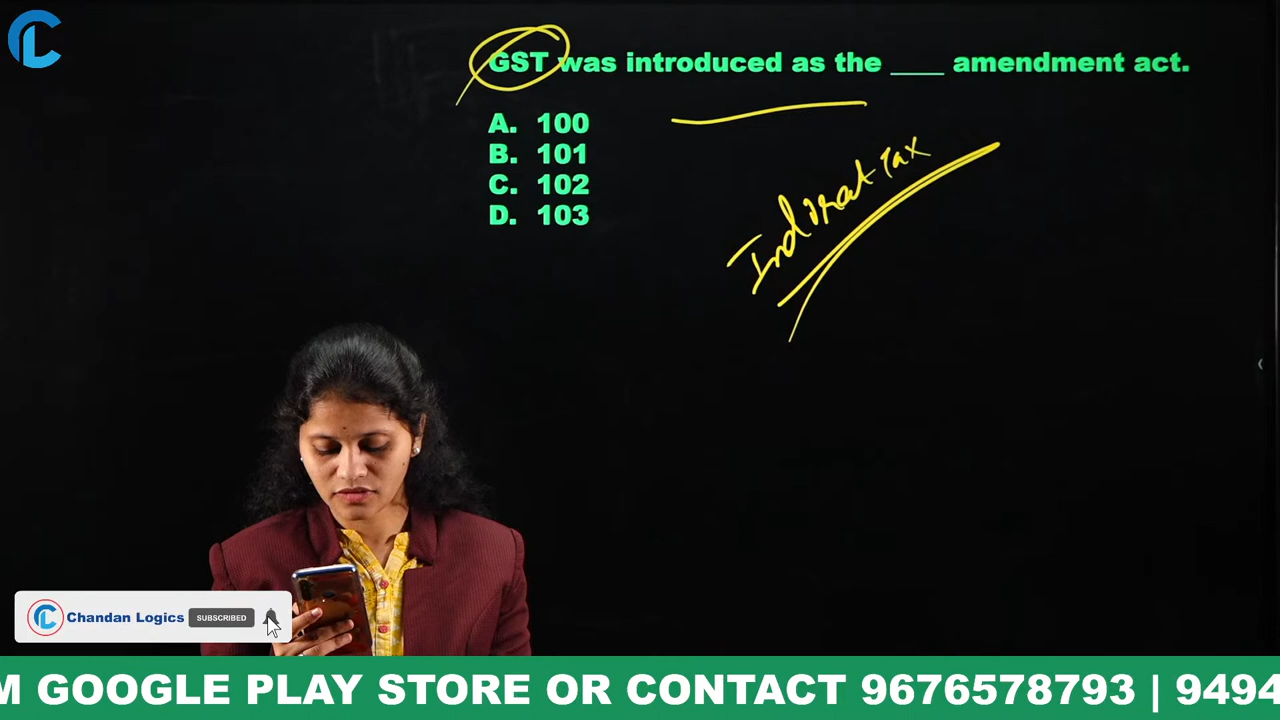 GST was introduced as the ____ amendment act.
A. 100
B. 101
C. 102
D. 103
Indirect Tax
Chandan Logics SUBSCRIBED
M GOOGLE PLAY STORE OR CONTACT 9676578793 | 9494